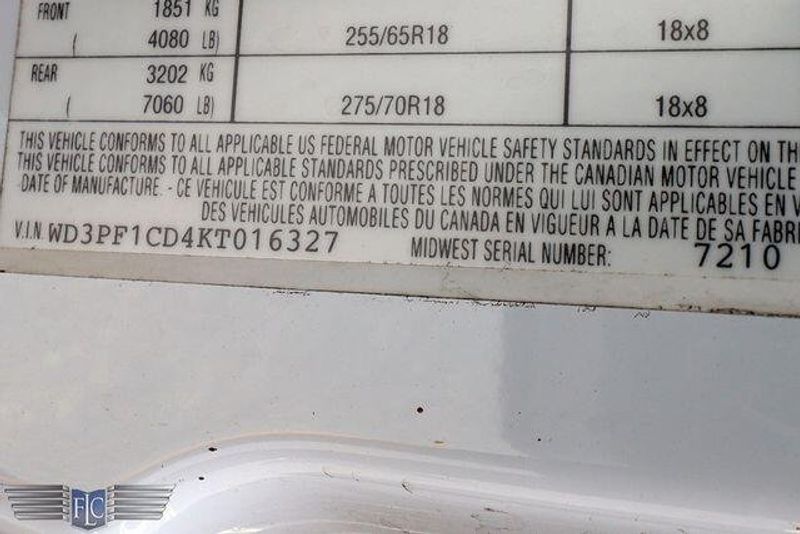 FRONT 1851 KG
( 4080 LB) 255/65R18 18x8
REAR 3202 KG
( 7060 LB) 275/70R18 18x8
THIS VEHICLE CONFORMS TO ALL APPLICABLE US FEDERAL MOTOR VEHICLE SAFETY STANDARDS IN EFFECT ON TH
THIS VEHICLE CONFORMS TO ALL APPLICABLE STANDARDS PRESCRIBED UNDER THE CANADIAN MOTOR VEHICLE
DATE OF MANUFACTURE. - CE VEHICULE EST CONFORME A TOUTES LES NORMES QUI LUI SONT APPLICABLES EN V
DES VEHICULES AUTOMOBILES DU CANADA EN VIGUEUR A LA DATE DE SA FABRI
V.I.N. WD3PF1CD4KT016327 MIDWEST SERIAL NUMBER: 7210
FLC